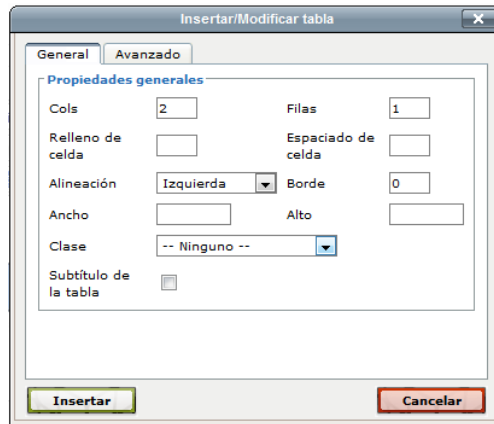 Insertar/Modificar tabla
General Avanzado
Propiedades generales
Cols 2 Filas 1
Relleno de celda Espaciado de celda
Alineación Izquierda Borde 0
Ancho Alto
Clase -- Ninguno --
Subtítulo de
la tabla
Insertar Cancelar